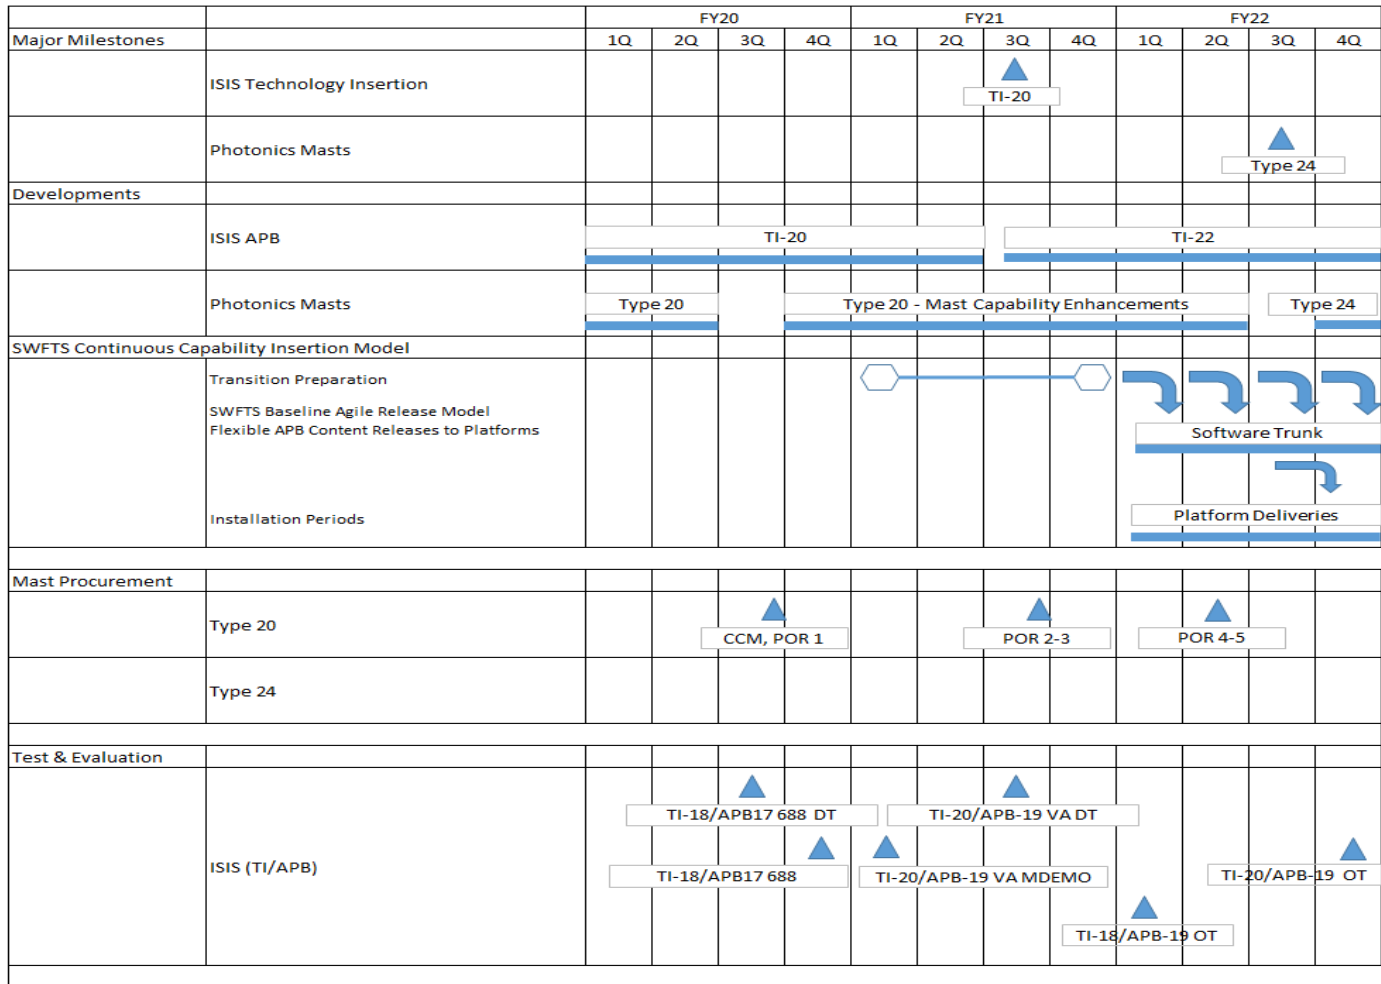 FY20 FY21 FY22
Major Milestones 1Q 2Q 3Q 4Q 1Q 2Q 3Q 4Q 1Q 2Q 3Q 4Q
ISIS Technology Insertion
TI-20
Photonics Masts
Type 24
Developments
ISIS APB TI-20 TI-22
Photonics Masts Type 20 Type 20 - Mast Capability Enhancements Type 24
SWFTS Continuous Capability Insertion Model
Transition Preparation
SWFTS Baseline Agile Release Model
Flexible APB Content Releases to Platforms
Software Trunk
Installation Periods Platform Deliveries
Mast Procurement
Type 20
CCM, POR 1 POR 2-3 POR 4-5
Type 24
Test & Evaluation
TI-18/APB17 688 DT TI-20/APB-19 VA DT
ISIS (TI/APB)
TI-18/APB17 688 TI-20/APB-19 VA MDEMO TI-20/APB-19 OT
TI-18/APB-19 OT